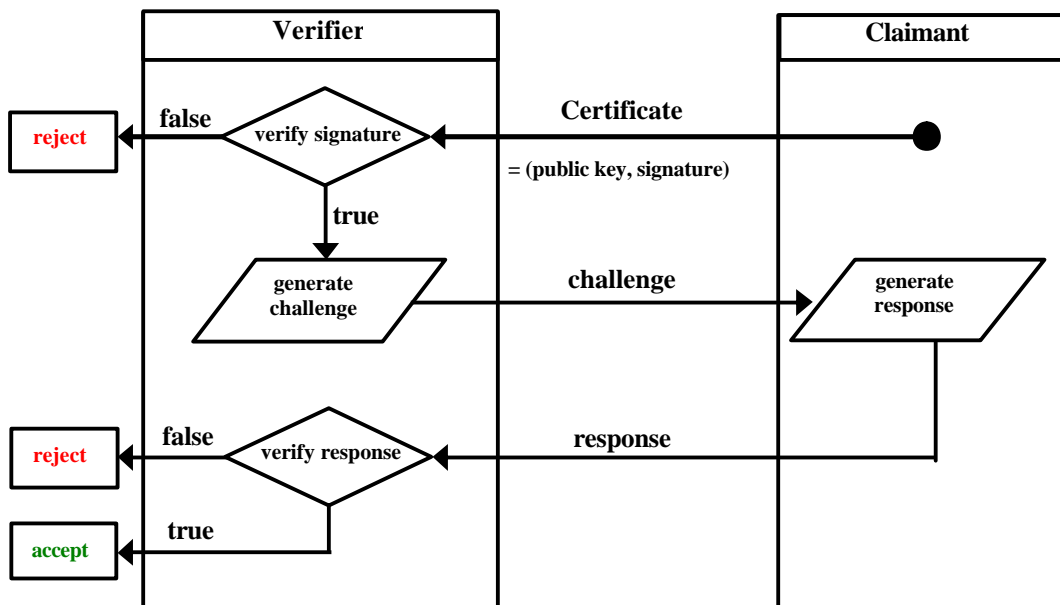 Verifier
Claimant
Certificate
false
reject
verify signature
= (public key, signature)
true
generate
challenge
challenge
generate
response
false
reject
verify response
response
true
accept